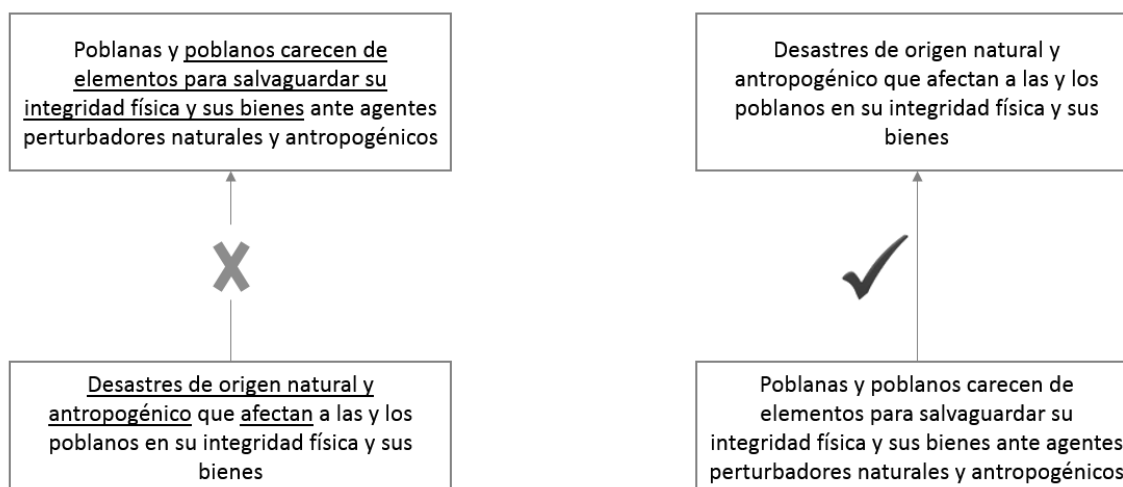 Poblanas y poblanos carecen de
elementos para salvaguardar su
integridad física y sus bienes ante agentes
perturbadores naturales y antropogénicos
Desastres de origen natural y
antropogénico que afectan a las y los
poblanos en su integridad física y sus
bienes
Desastres de origen natural y
antropogénico que afectan a las y los
poblanos en su integridad física y sus
bienes
Poblanas y poblanos carecen de
elementos para salvaguardar su
integridad física y sus bienes ante agentes
perturbadores naturales y antropogénicos